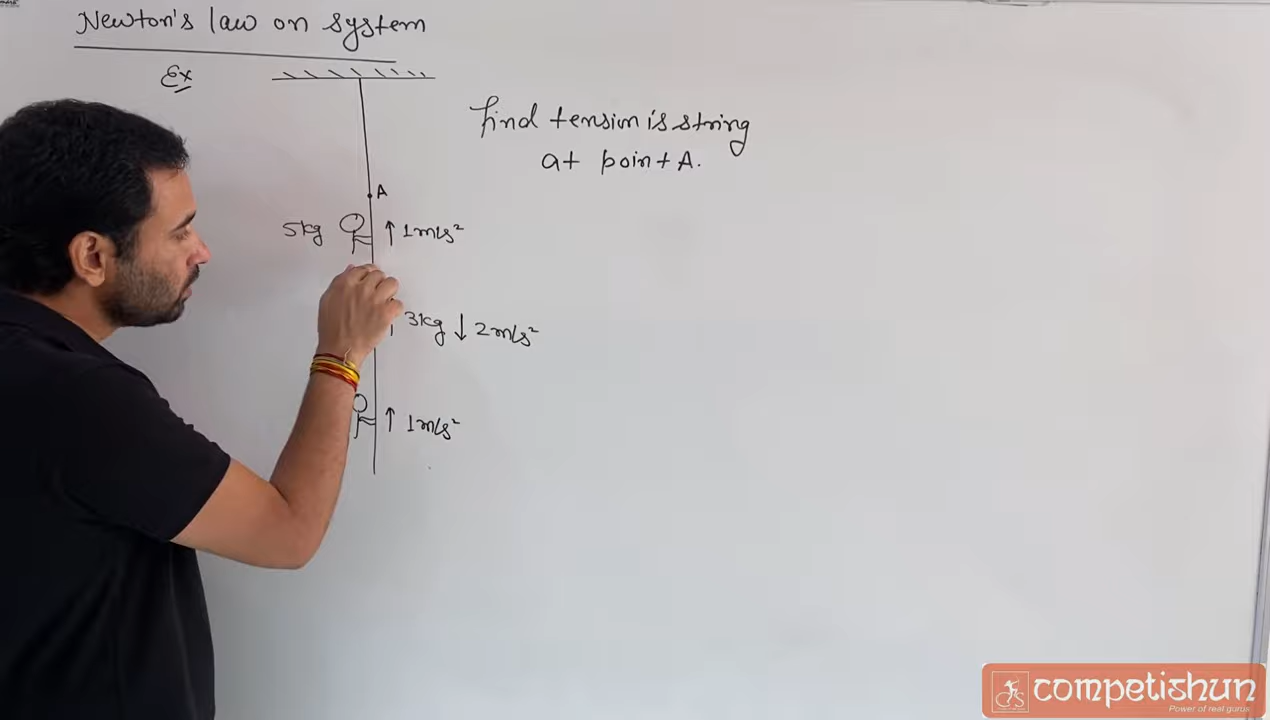 Newton's law on system
Ex
find tension is string
at point A.
A
5kg ↑ 1m/s²
3kg ↓ 2m/s²
↑ 1m/s²
competishun
Power of real gurus